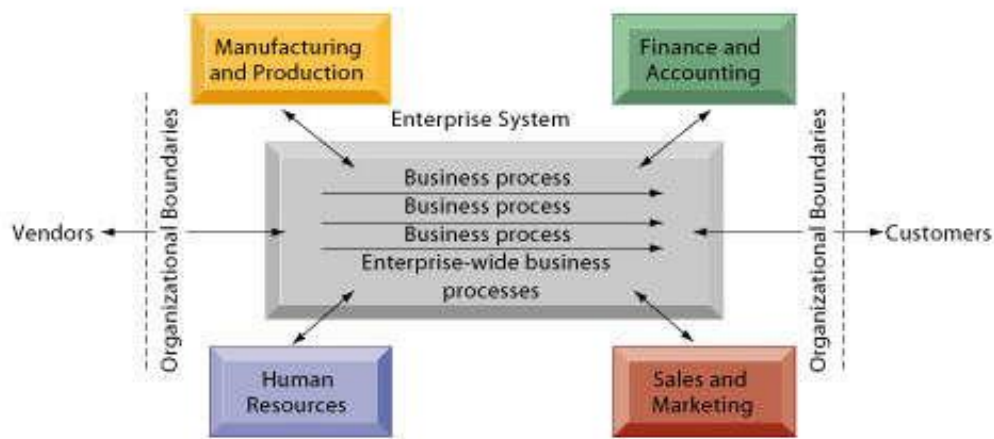 Manufacturing
and Production
Finance and
Accounting
Enterprise System
Organizational Boundaries
Organizational Boundaries
Business process
Business process
Business process
Enterprise-wide business
processes
Vendors
Customers
Human
Resources
Sales and
Marketing